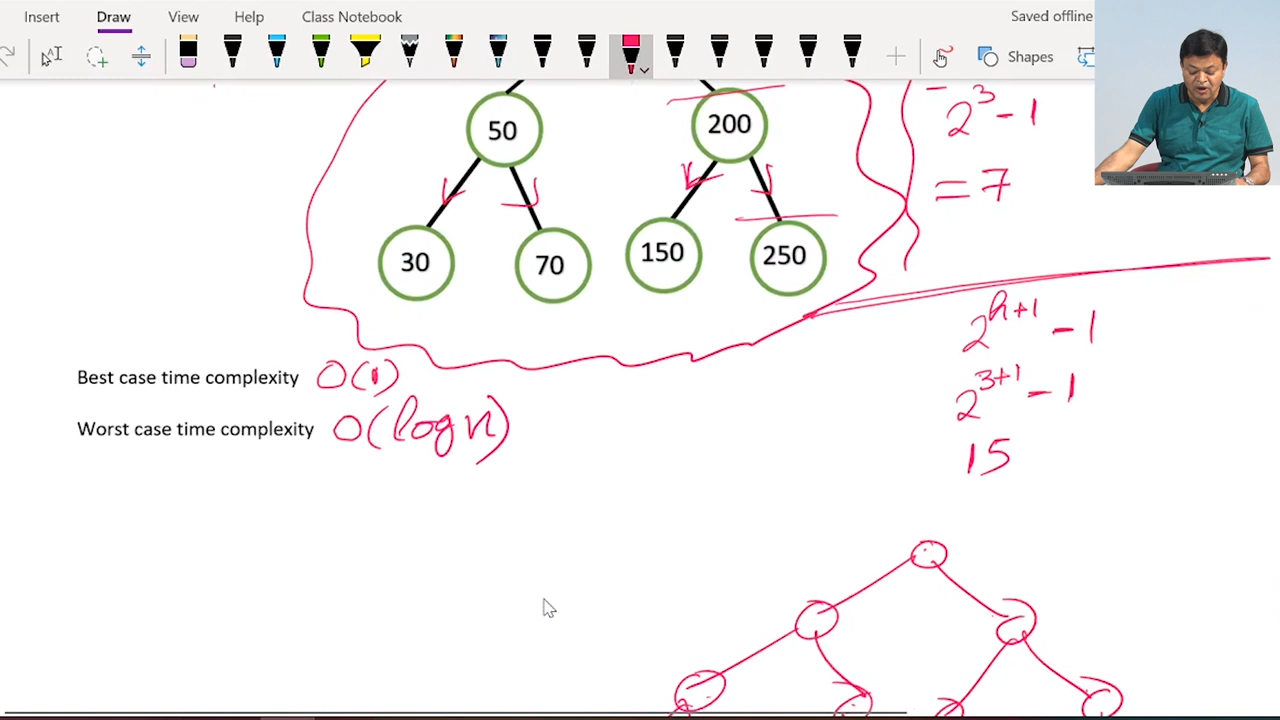 Insert Draw View Help Class Notebook Saved offline
Shapes
50
200
2^3 - 1
= 7
30
70
150
250
2^{h+1} - 1
2^{3+1} - 1
15
Best case time complexity O(1)
Worst case time complexity O(log n)